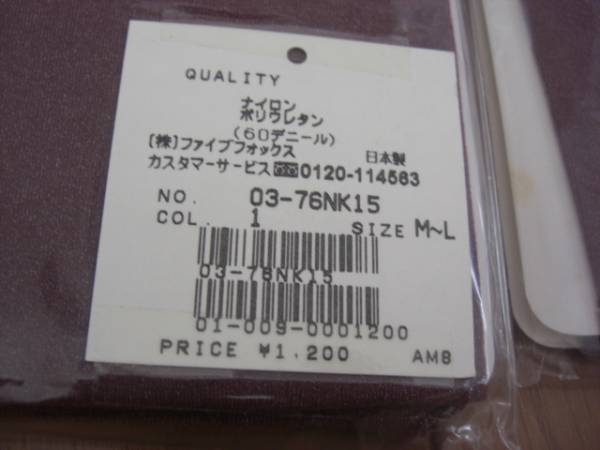 QUALITY
ナイロン
ポリウレタン
(60デニール)
(株)ファイブフォックス 日本製
カスタマーサービス 0120-114563
NO. 03-76NK15
COL. 1 SIZE M~L
03-76NK15
01-009-0001200
PRICE ¥1,200 AM8